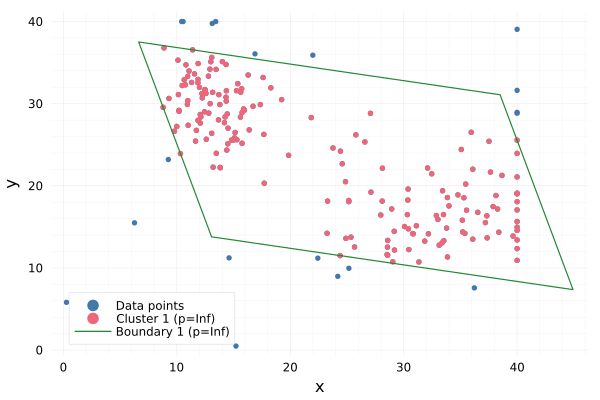 40
30
20
10
0
y
Data points
Cluster 1 (p=Inf)
Boundary 1 (p=Inf)
0 10 20 30 40
x